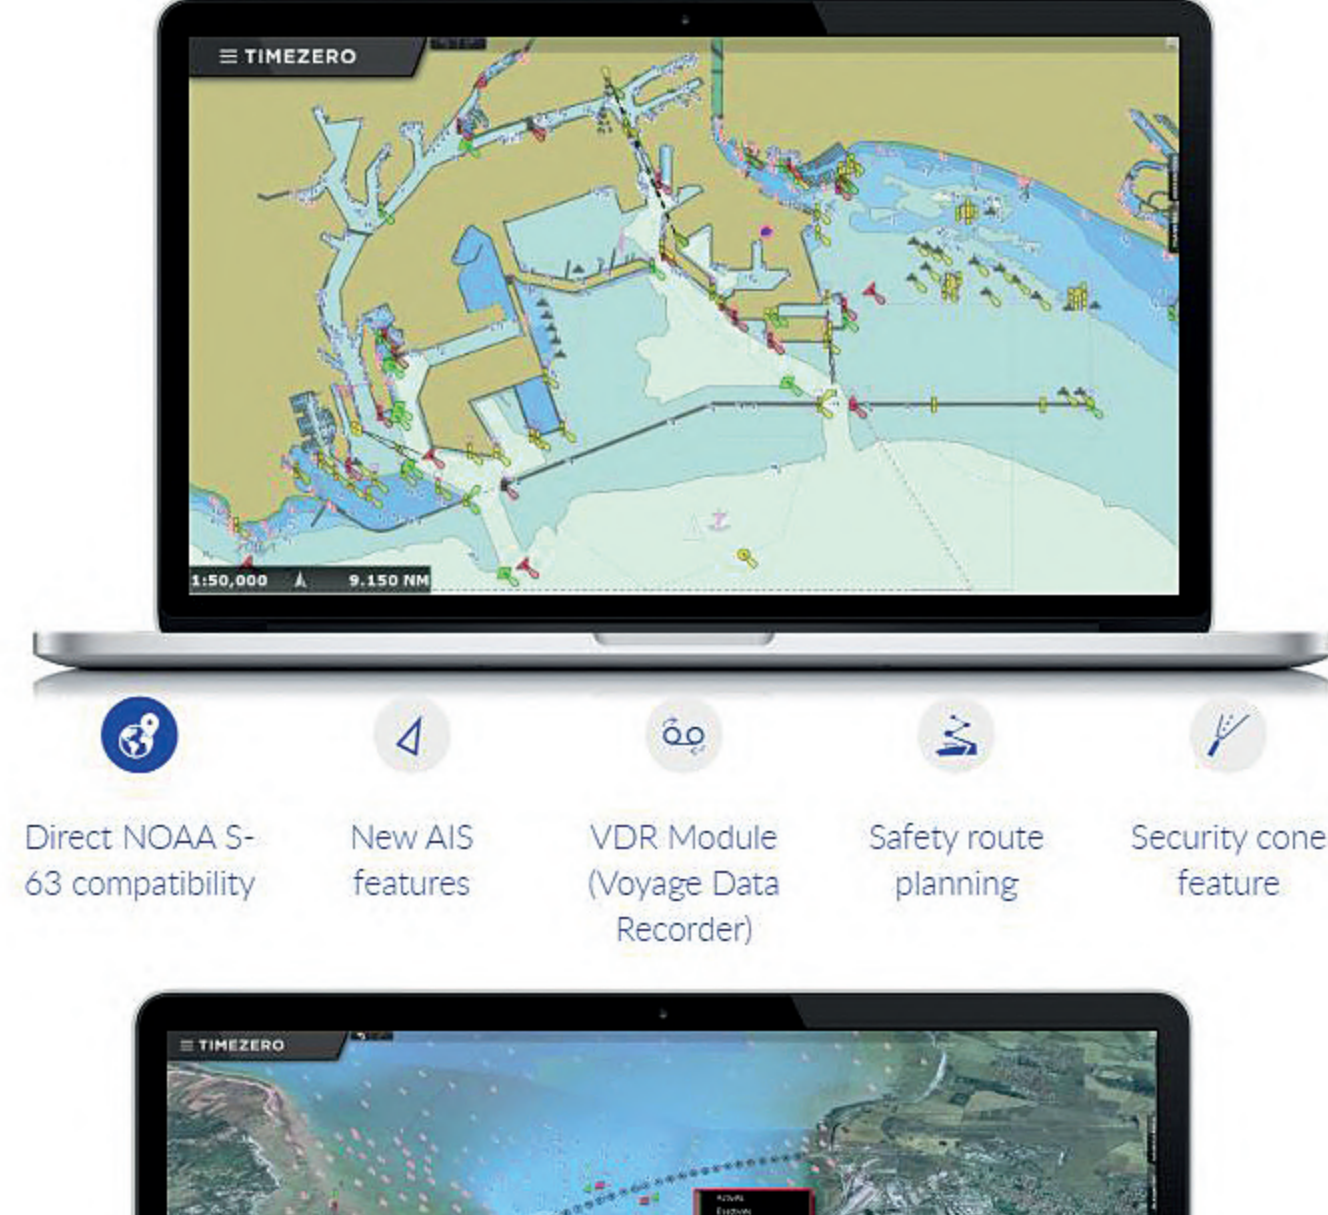 TIMEZERO
1:50,000
9.150 NM
Direct NOAA S-
63 compatibility
New AIS
features
VDR Module
(Voyage Data
Recorder)
Safety route
planning
Security cone
feature
TIMEZERO